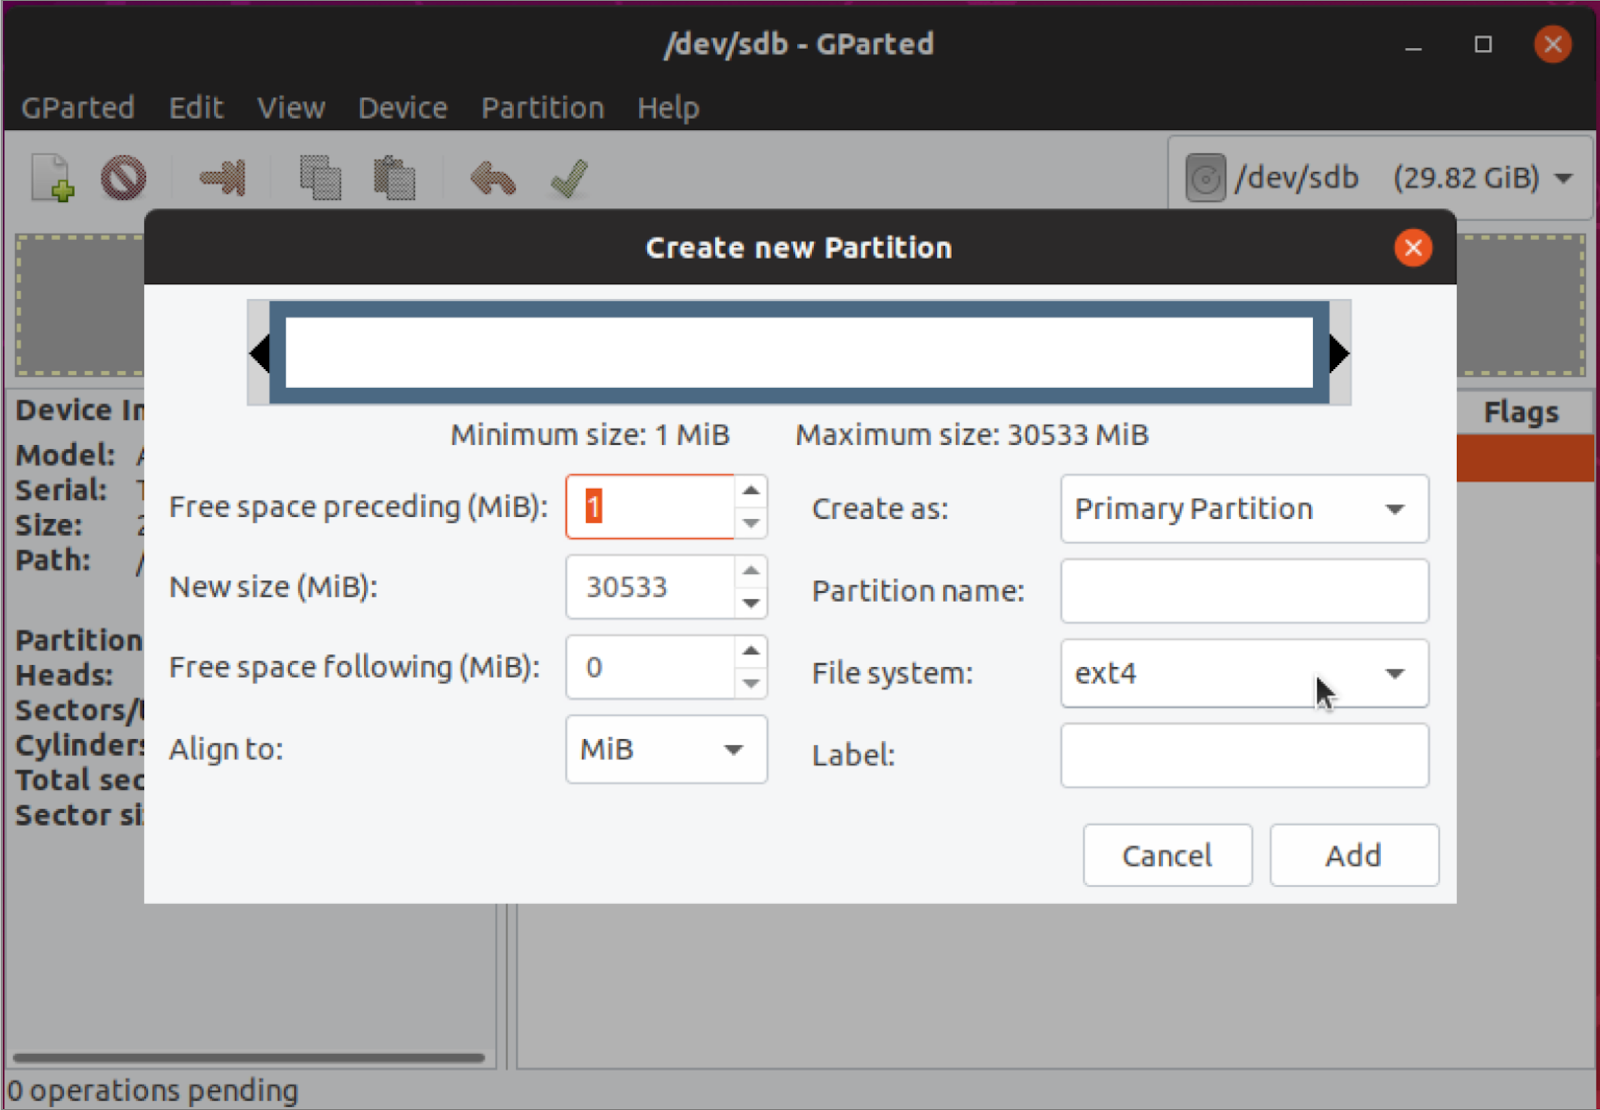 /dev/sdb - GParted
GParted Edit View Device Partition Help
/dev/sdb (29.82 GiB)
Create new Partition
Minimum size: 1 MiB Maximum size: 30533 MiB
Free space preceding (MiB): 1
Create as: Primary Partition
New size (MiB): 30533
Partition name:
Free space following (MiB): 0
File system: ext4
Align to: MiB
Label:
Cancel Add
Device In
Model:
Serial:
Size:
Path:
Partition
Heads:
Sectors/
Cylinders
Total sec
Sector si
Flags
0 operations pending